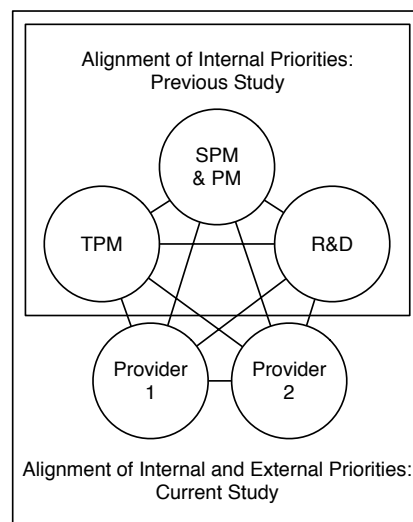 Alignment of Internal Priorities:
Previous Study
SPM
& PM
TPM
R&D
Provider
1
Provider
2
Alignment of Internal and External Priorities:
Current Study